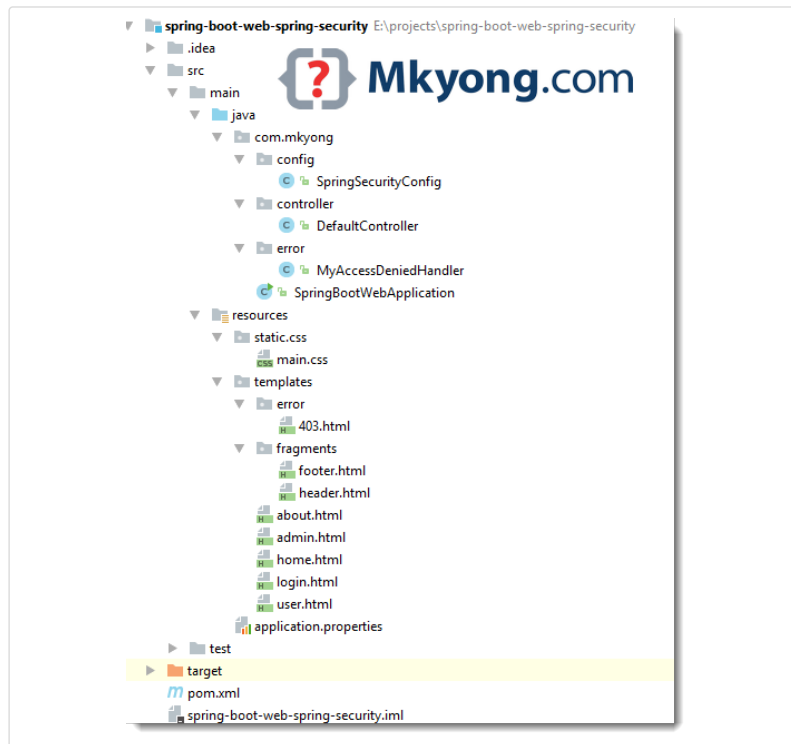 spring-boot-web-spring-security E:\projects\spring-boot-web-spring-security
.idea
src
{?} Mkyong.com
main
java
com.mkyong
config
C SpringSecurityConfig
controller
C DefaultController
error
C MyAccessDeniedHandler
C SpringBootWebApplication
resources
static.css
CSS main.css
templates
error
H 403.html
fragments
H footer.html
H header.html
H about.html
H admin.html
H home.html
H login.html
H user.html
application.properties
test
target
m pom.xml
spring-boot-web-spring-security.iml